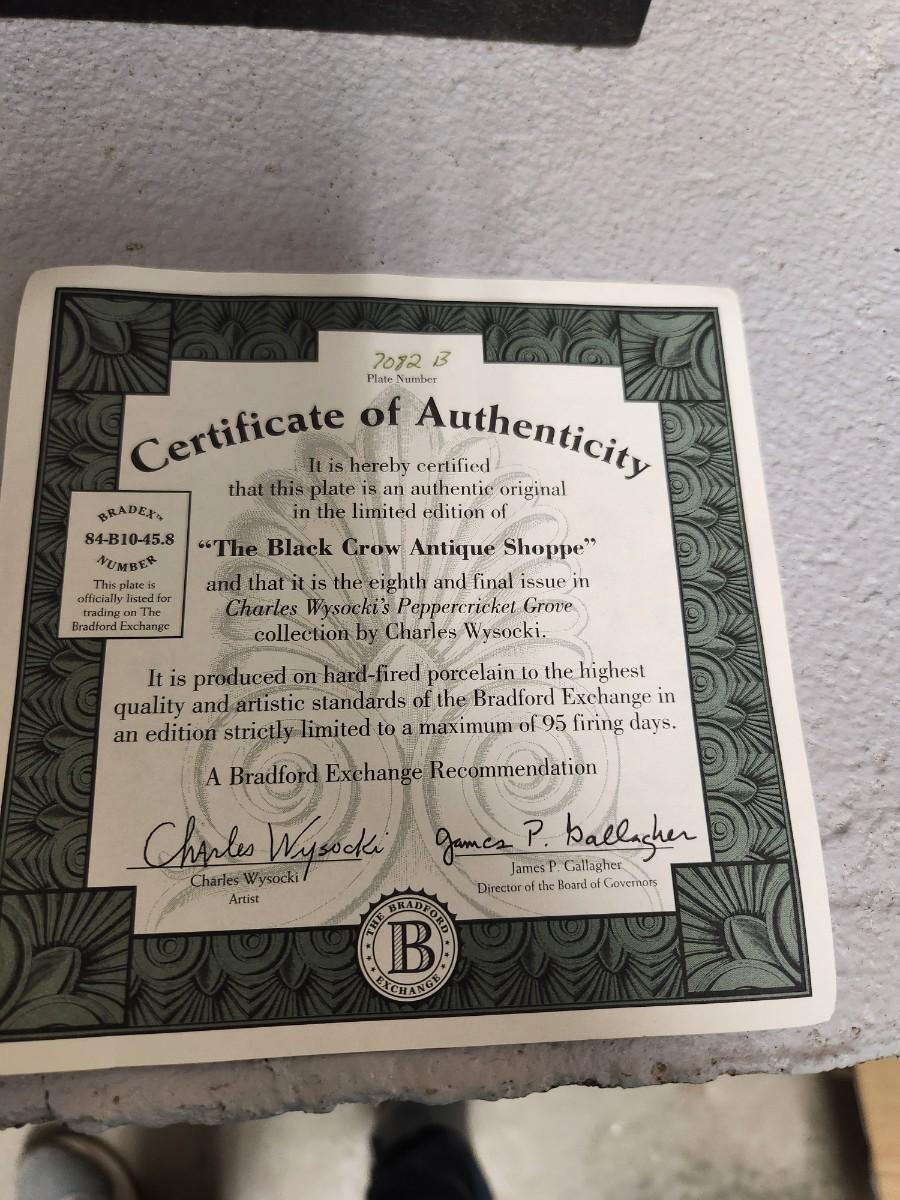 7082 B
Plate Number
Certificate of Authenticity
It is hereby certified
that this plate is an authentic original
in the limited edition of
"The Black Crow Antique Shoppe"
and that it is the eighth and final issue in
Charles Wysocki's Peppercricket Grove
collection by Charles Wysocki.
BRADEX™
84-B10-45.8
NUMBER
This plate is
officially listed for
trading on The
Bradford Exchange
It is produced on hard-fired porcelain to the highest
quality and artistic standards of the Bradford Exchange in
an edition strictly limited to a maximum of 95 firing days.
A Bradford Exchange Recommendation
Charles Wysocki
Charles Wysocki
Artist
James P. Gallagher
James P. Gallagher
Director of the Board of Governors
THE BRADFORD
B
EXCHANGE